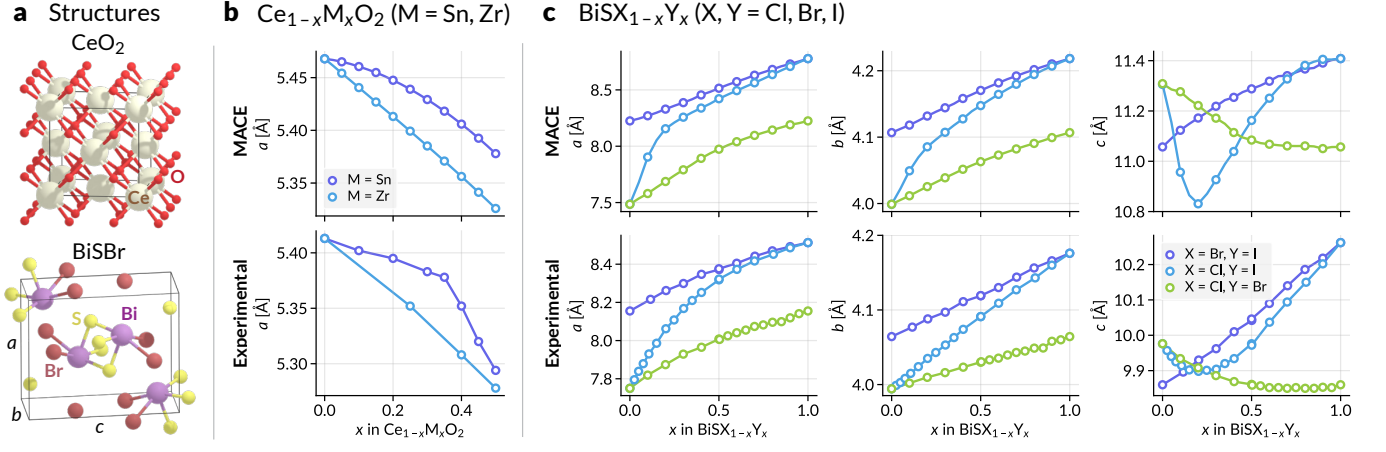 a Structures
b Ce1−xMxO2 (M = Sn, Zr)
c BiSX1−xYx (X, Y = Cl, Br, I)
CeO2
O
Ce
BiSBr
S
Bi
Br
a
b
c
MACE
a [Å]
5.45
5.40
5.35
M = Sn
M = Zr
Experimental
a [Å]
5.40
5.35
5.30
0.0 0.2 0.4
x in Ce1−xMxO2
MACE
a [Å]
8.5
8.0
7.5
b [Å]
4.2
4.1
4.0
c [Å]
11.4
11.2
11.0
10.8
Experimental
a [Å]
8.4
8.2
8.0
7.8
0.0 0.5 1.0
x in BiSX1−xYx
b [Å]
4.2
4.1
4.0
0.0 0.5 1.0
x in BiSX1−xYx
c [Å]
10.2
10.1
10.0
9.9
X = Br, Y = I
X = Cl, Y = I
X = Cl, Y = Br
0.0 0.5 1.0
x in BiSX1−xYx